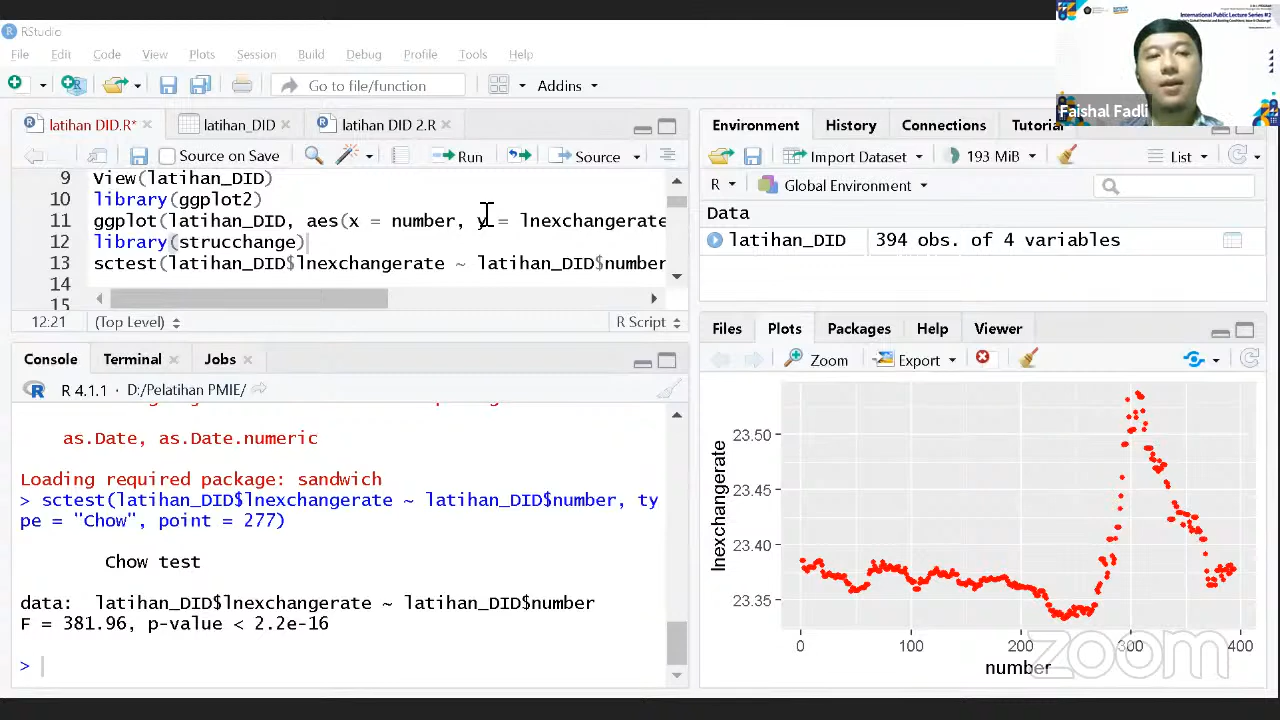 RStudio
File Edit Code View Plots Session Build Debug Profile Tools Help
Go to file/function Addins
International Public Lecture Series #2
Faishal Fadli
latihan DID.R* latihan_DID latihan DID 2.R
Source on Save Run Source
9 View(latihan_DID)
10 library(ggplot2)
11 ggplot(latihan_DID, aes(x = number, y = lnexchangerate
12 library(strucchange)
13 sctest(latihan_DID$lnexchangerate ~ latihan_DID$number
14
15
12:21 (Top Level) R Script
Console Terminal Jobs
R 4.1.1 · D:/Pelatihan PMIE/
as.Date, as.Date.numeric
Loading required package: sandwich
> sctest(latihan_DID$lnexchangerate ~ latihan_DID$number, ty
pe = "Chow", point = 277)
Chow test
data: latihan_DID$lnexchangerate ~ latihan_DID$number
F = 381.96, p-value < 2.2e-16
>
Environment History Connections Tutorial
Import Dataset 193 MiB List
R Global Environment
Data
latihan_DID 394 obs. of 4 variables
Files Plots Packages Help Viewer
Zoom Export
lnexchangerate
23.50
23.45
23.40
23.35
0 100 200 300 400
number
zoom